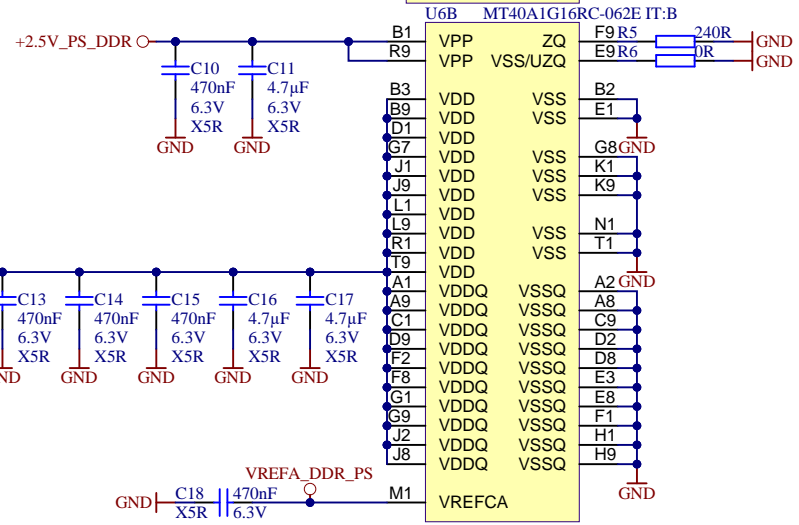 U6B MT40A1G16RC-062E IT:B
+2.5V_PS_DDR B1 VPP ZQ F9 R5 240R GND
R9 VPP VSS/UZQ E9 R6 0R GND
C10 C11
470nF 4.7µF
6.3V 6.3V
X5R X5R
GND GND
B3 VDD VSS B2
B9 VDD VSS E1
D1 VDD
GND
G7 VDD VSS G8
J1 VDD VSS K1
J9 VDD VSS K9
L1 VDD
L9 VDD VSS N1
R1 VDD VSS T1
T9 VDD
GND
A1 VDDQ VSSQ A2
A9 VDDQ VSSQ A8
C1 VDDQ VSSQ C9
D9 VDDQ VSSQ D2
F2 VDDQ VSSQ D8
F8 VDDQ VSSQ E3
G1 VDDQ VSSQ E8
G9 VDDQ VSSQ F1
J2 VDDQ VSSQ H1
J8 VDDQ VSSQ H9
GND
C13 C14 C15 C16 C17
470nF 470nF 470nF 4.7µF 4.7µF
6.3V 6.3V 6.3V 6.3V 6.3V
X5R X5R X5R X5R X5R
ND GND GND GND GND
VREFA_DDR_PS
GND C18 470nF M1 VREFCA
X5R 6.3V